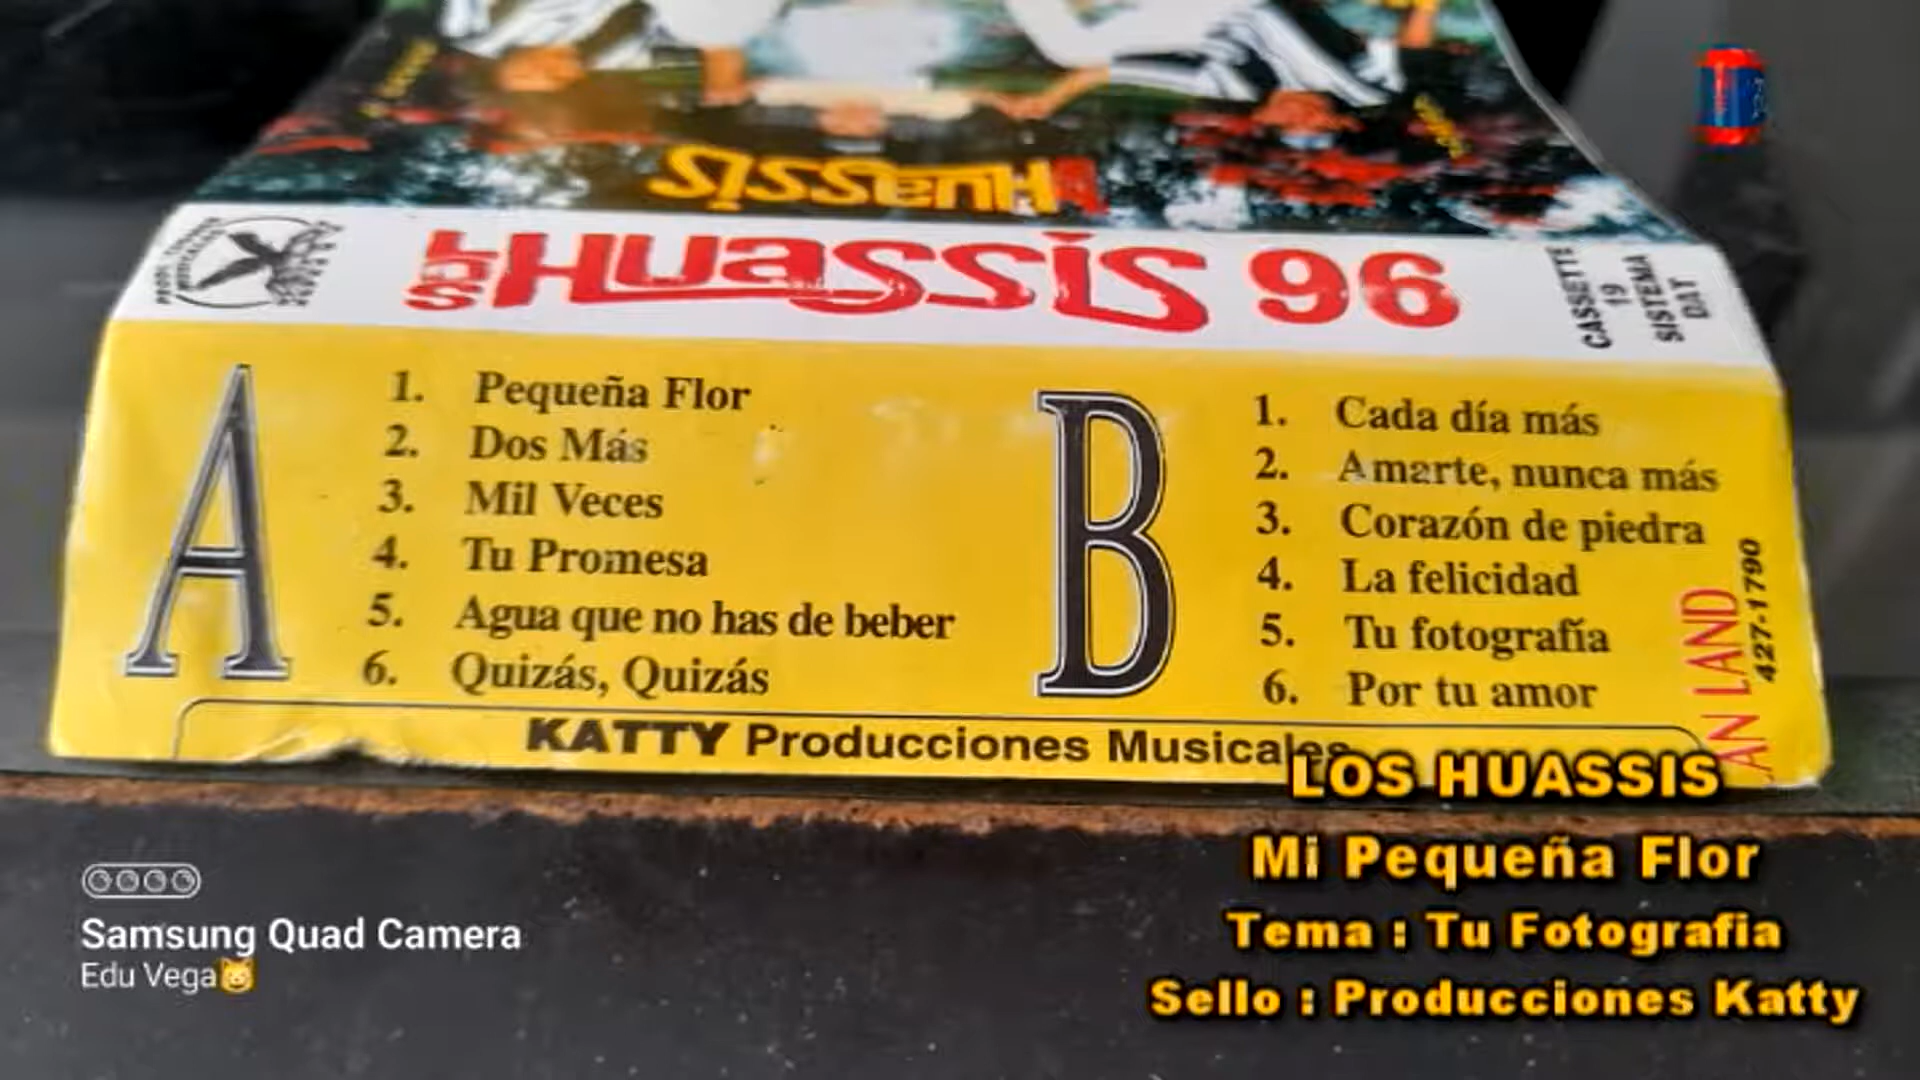 Huassis
Los Huassis 96
CASSETTE
19
SISTEMA
DAT
A
1. Pequeña Flor
2. Dos Más
3. Mil Veces
4. Tu Promesa
5. Agua que no has de beber
6. Quizás, Quizás
B
1. Cada día más
2. Amarte, nunca más
3. Corazón de piedra
4. La felicidad
5. Tu fotografía
6. Por tu amor
AN LAND
427-1790
KATTY Producciones Musicales
LOS HUASSIS
Mi Pequeña Flor
Tema : Tu Fotografia
Sello : Producciones Katty
Samsung Quad Camera
Edu Vega